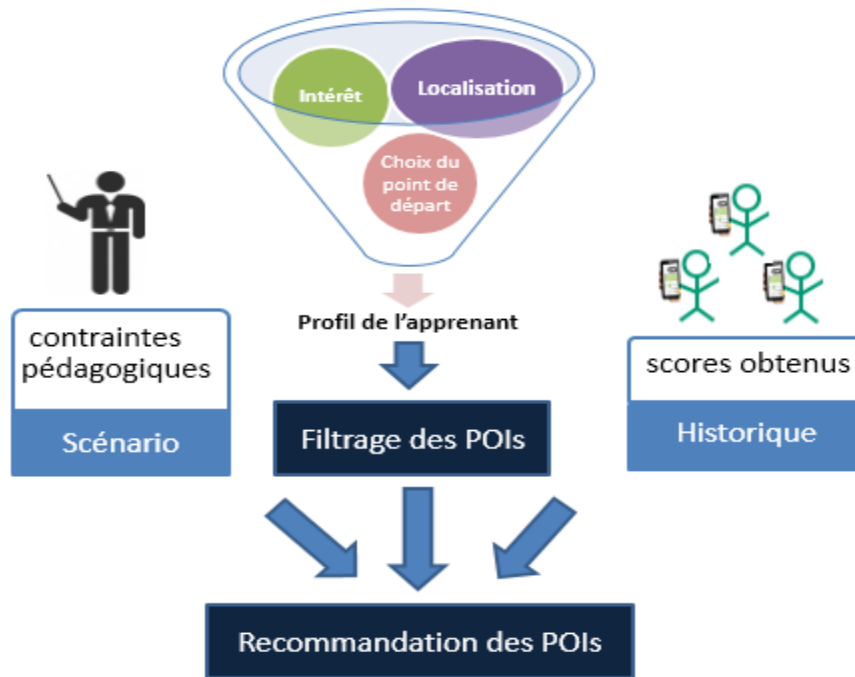 Intérêt
Localisation
Choix du
point de
départ
Profil de l'apprenant
contraintes
pédagogiques
Scénario
Filtrage des POIs
scores obtenus
Historique
Recommandation des POIs